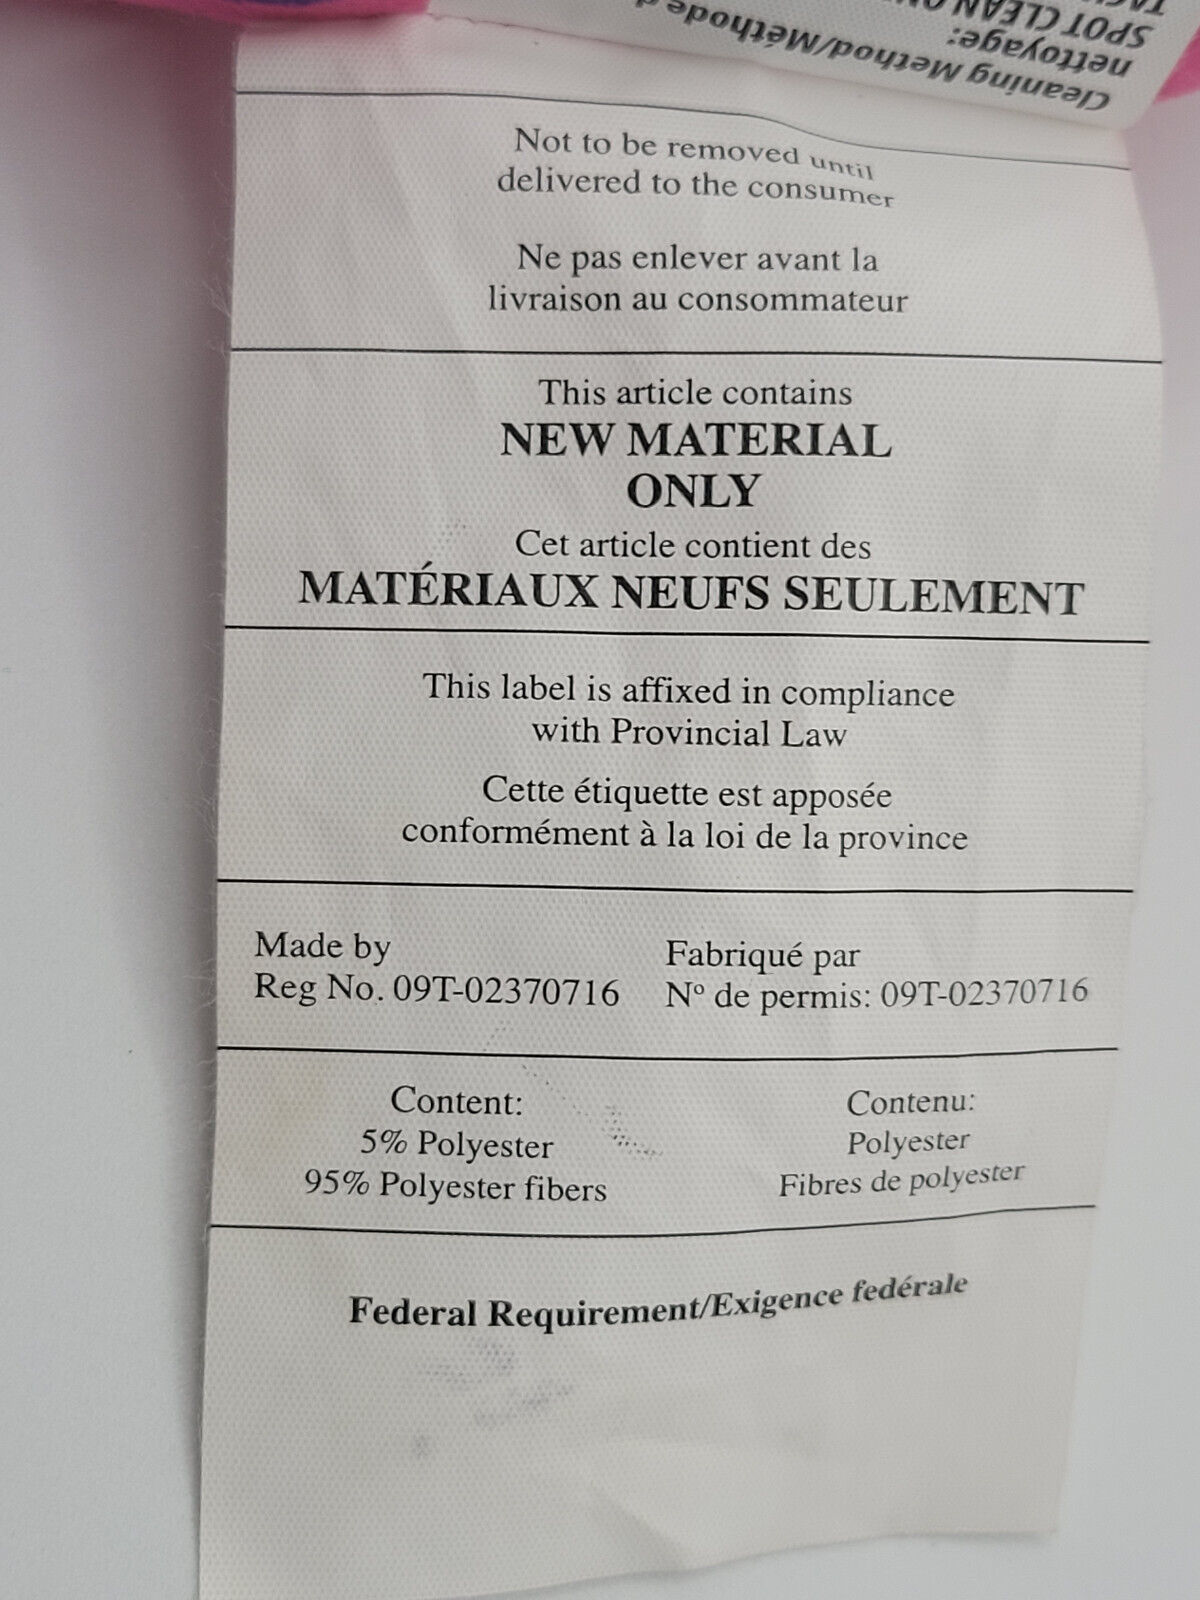 Cleaning Method/Méthode d
nettoyage:
SPOT CLEAN
Not to be removed until
delivered to the consumer
Ne pas enlever avant la
livraison au consommateur
This article contains
NEW MATERIAL
ONLY
Cet article contient des
MATÉRIAUX NEUFS SEULEMENT
This label is affixed in compliance
with Provincial Law
Cette étiquette est apposée
conformément à la loi de la province
Made by
Reg No. 09T-02370716
Fabriqué par
Nº de permis: 09T-02370716
Content:
5% Polyester
95% Polyester fibers
Contenu:
Polyester
Fibres de polyester
Federal Requirement/Exigence fedérale